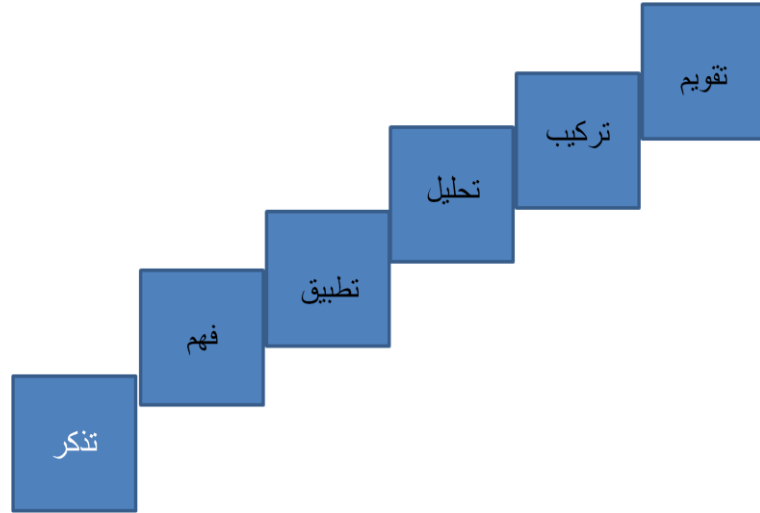 تقويم
تركيب
تحليل
تطبيق
فهم
تذكر